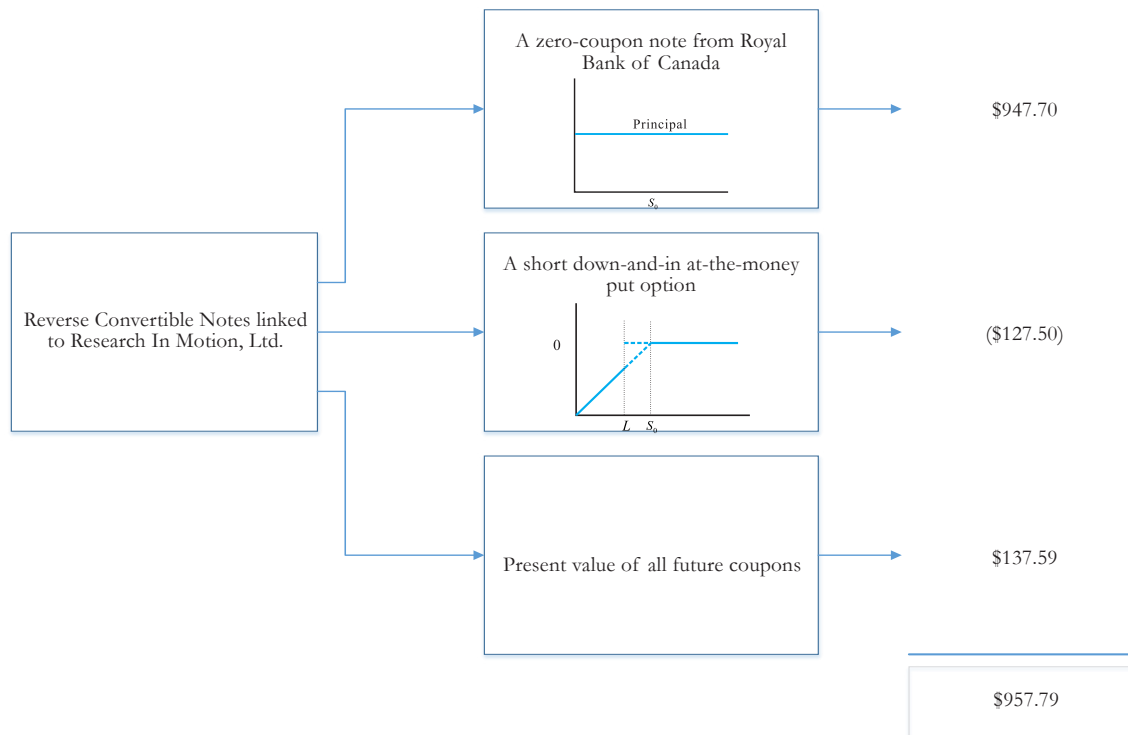 A zero-coupon note from Royal
Bank of Canada
Principal
S₀
$947.70
Reverse Convertible Notes linked
to Research In Motion, Ltd.
A short down-and-in at-the-money
put option
0
L S₀
($127.50)
Present value of all future coupons
$137.59
$957.79